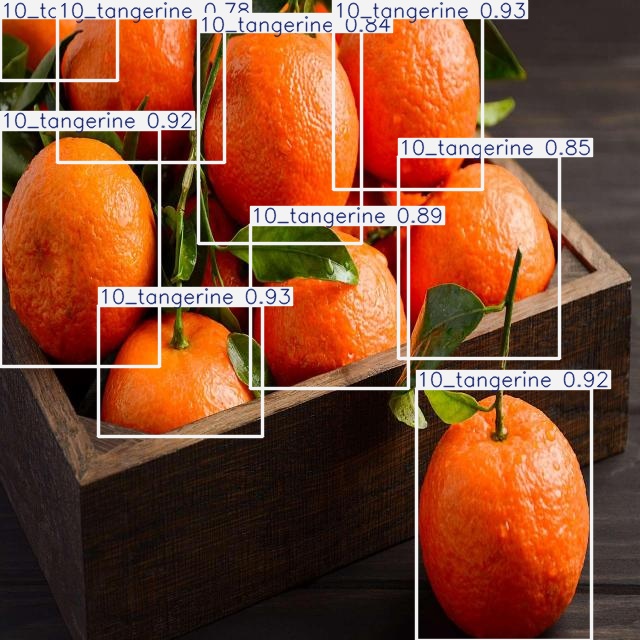 10_tangerine 0.78
10_tangerine 0.93
10_tangerine 0.84
10_tangerine 0.92
10_tangerine 0.85
10_tangerine 0.89
10_tangerine 0.93
10_tangerine 0.92